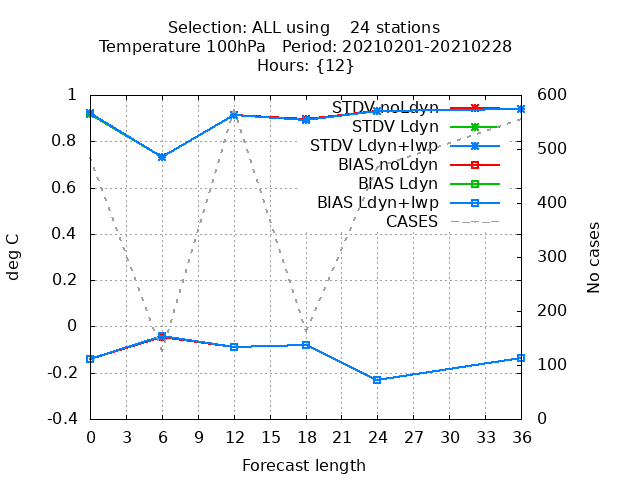 Selection: ALL using    24 stations
Temperature 100hPa   Period: 20210201-20210228
Hours: {12}
1
0.8
0.6
0.4
0.2
0
-0.2
-0.4
deg C
STDV noLdyn
STDV Ldyn
STDV Ldyn+lwp
BIAS noLdyn
BIAS Ldyn
BIAS Ldyn+lwp
CASES
600
500
400
300
200
100
0
No cases
0 3 6 9 12 15 18 21 24 27 30 33 36
Forecast length